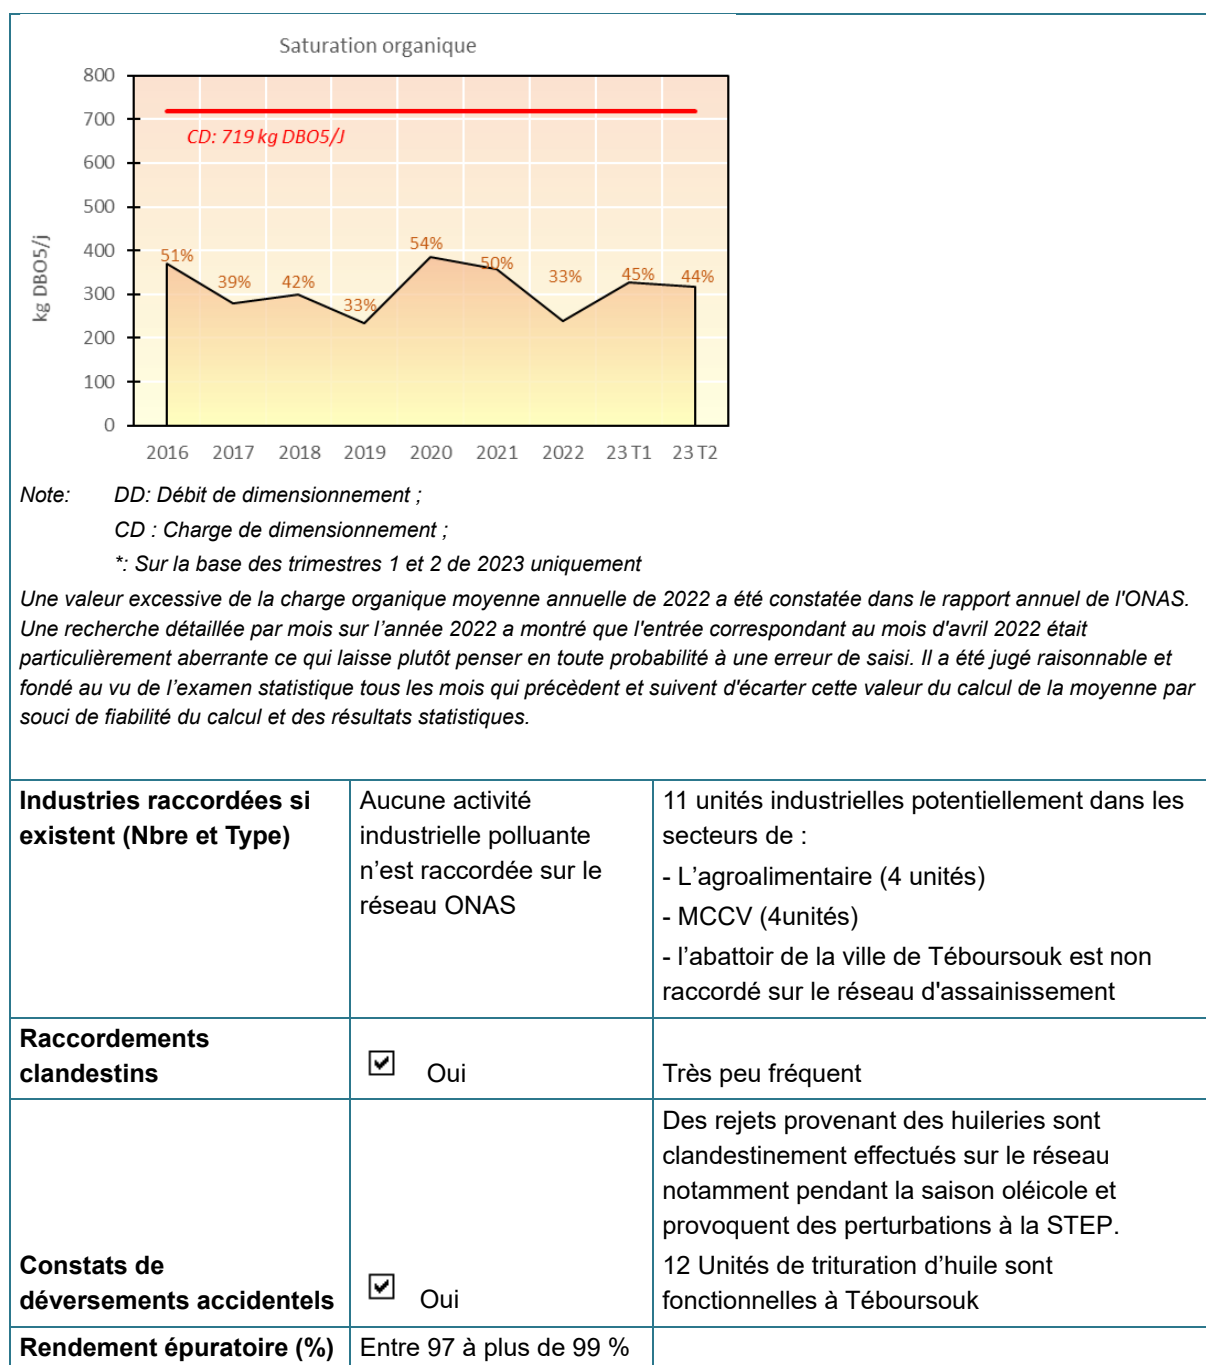 Saturation organique
800
700
CD: 719 kg DBO5/J
600
500
400
300
200
100
0
kg DBO5/j
51%
39%
42%
33%
54%
50%
33%
45%
44%
2016 2017 2018 2019 2020 2021 2022 23 T1 23 T2
Note: DD: Débit de dimensionnement ;
CD : Charge de dimensionnement ;
*: Sur la base des trimestres 1 et 2 de 2023 uniquement
Une valeur excessive de la charge organique moyenne annuelle de 2022 a été constatée dans le rapport annuel de l'ONAS.
Une recherche détaillée par mois sur l’année 2022 a montré que l'entrée correspondant au mois d'avril 2022 était
particulièrement aberrante ce qui laisse plutôt penser en toute probabilité à une erreur de saisi. Il a été jugé raisonnable et
fondé au vu de l’examen statistique tous les mois qui précèdent et suivent d'écarter cette valeur du calcul de la moyenne par
souci de fiabilité du calcul et des résultats statistiques.
Industries raccordées si
existent (Nbre et Type)
Aucune activité
industrielle polluante
n’est raccordée sur le
réseau ONAS
11 unités industrielles potentiellement dans les
secteurs de :
- L’agroalimentaire (4 unités)
- MCCV (4unités)
- l’abattoir de la ville de Téboursouk est non
raccordé sur le réseau d'assainissement
Raccordements
clandestins
Oui
Très peu fréquent
Constats de
déversements accidentels
Oui
Des rejets provenant des huileries sont
clandestinement effectués sur le réseau
notamment pendant la saison oléicole et
provoquent des perturbations à la STEP.
12 Unités de trituration d’huile sont
fonctionnelles à Téboursouk
Rendement épuratoire (%)
Entre 97 à plus de 99 %